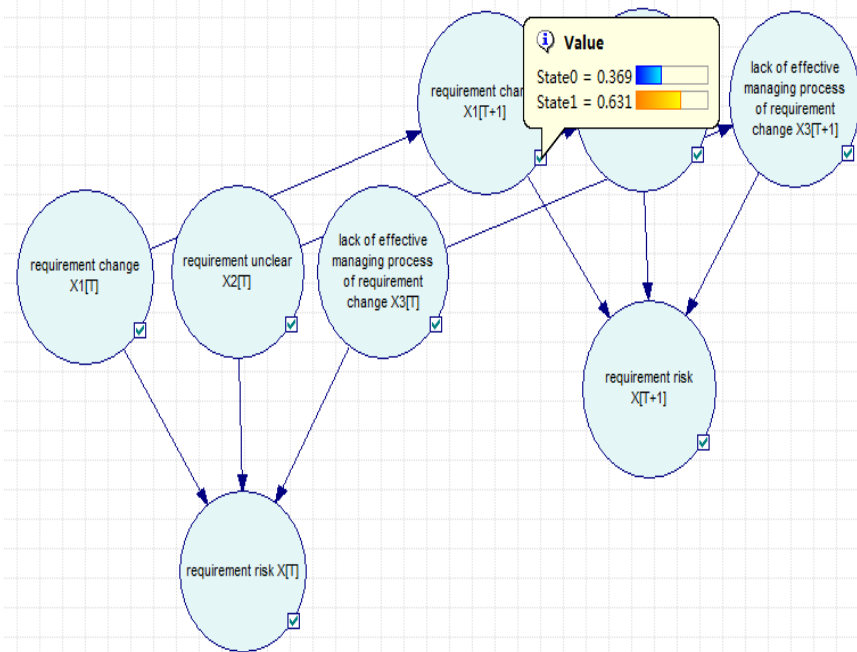 Value
State0 = 0.369
State1 = 0.631
requirement chan
X1[T+1]
lack of effective
managing process
of requirement
change X3[T+1]
requirement change
X1[T]
requirement unclear
X2[T]
lack of effective
managing process
of requirement
change X3[T]
requirement risk
X[T+1]
requirement risk X[T]